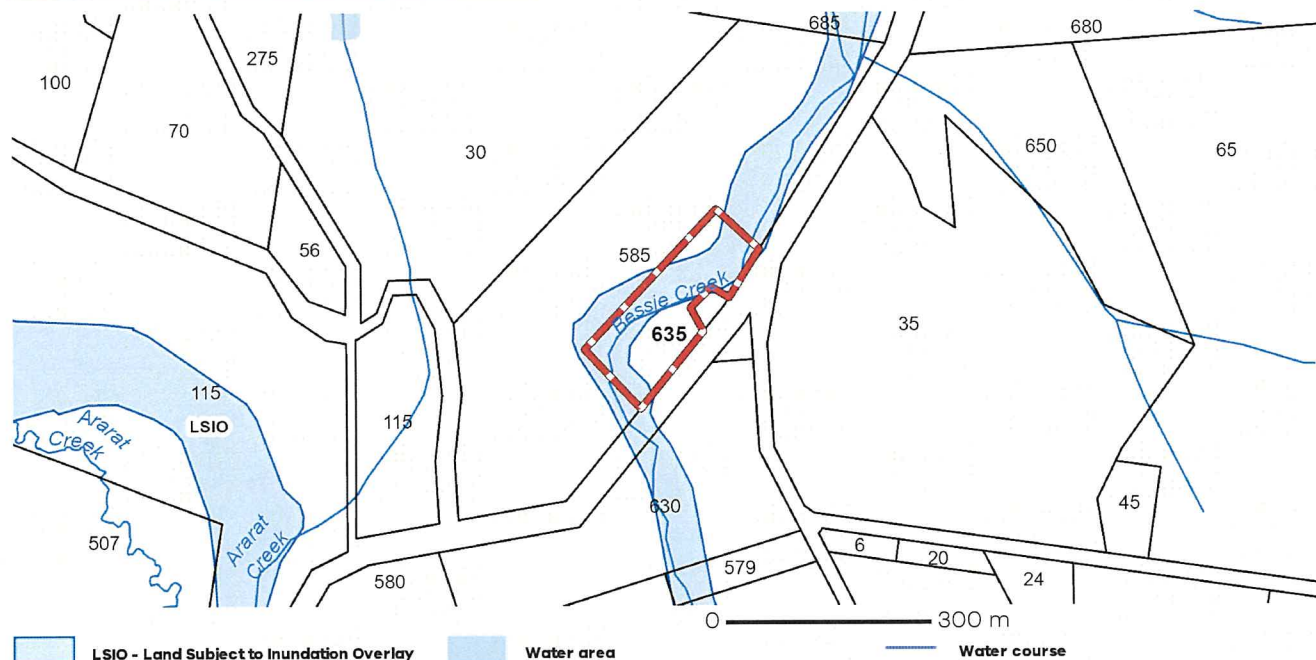 685
680
275
100
70
30
650
65
56
585
Bessie Creek
635
35
115
LSIO
115
Ararat
Creek
630
45
507
Ararat
Creek
6
20
579
580
24
0 300 m
LSIO - Land Subject to Inundation Overlay Water area Water course